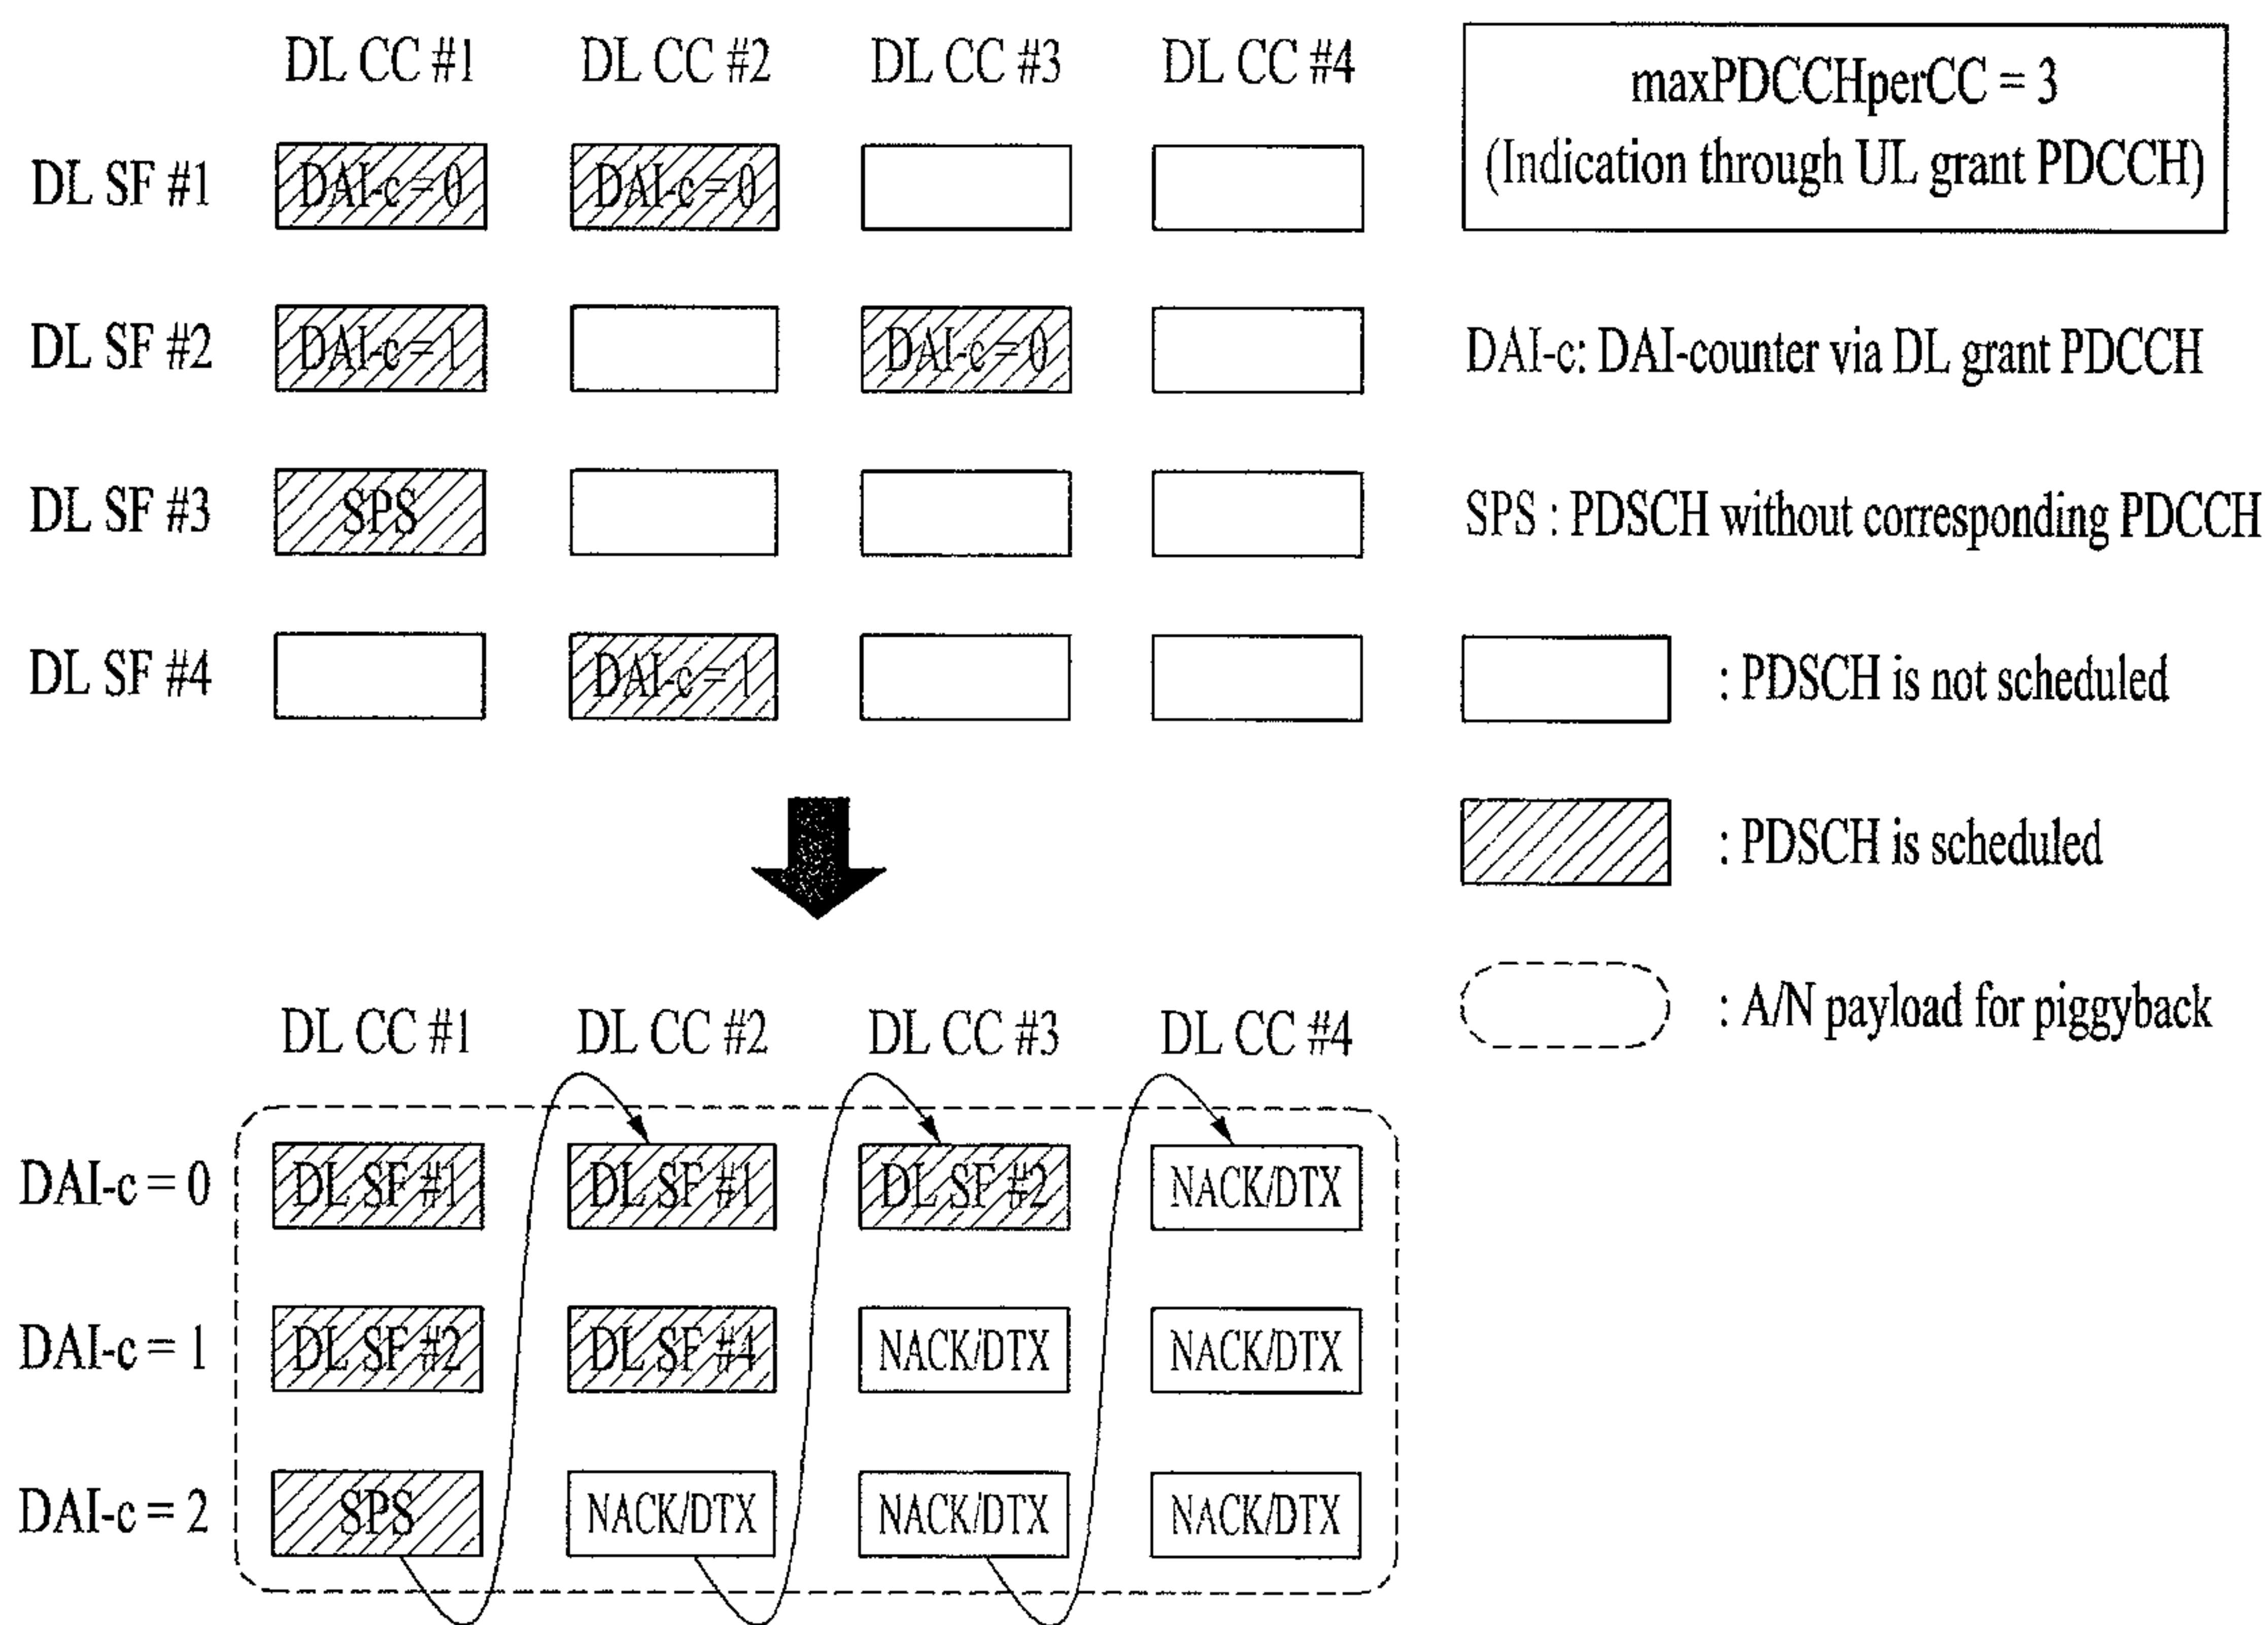 DL CC #1 DL CC #2 DL CC #3 DL CC #4
maxPDCCHperCC = 3
(Indication through UL grant PDCCH)
DL SF #1 DAI-c = 0 DAI-c = 0
DL SF #2 DAI-c = 1 DAI-c = 0
DAI-c: DAI-counter via DL grant PDCCH
DL SF #3 SPS
SPS : PDSCH without corresponding PDCCH
DL SF #4 DAI-c = 1
: PDSCH is not scheduled
: PDSCH is scheduled
: A/N payload for piggyback
DL CC #1 DL CC #2 DL CC #3 DL CC #4
DAI-c = 0 DL SF #1 DL SF #1 DL SF #2 NACK/DTX
DAI-c = 1 DL SF #2 DL SF #4 NACK/DTX NACK/DTX
DAI-c = 2 SPS NACK/DTX NACK/DTX NACK/DTX